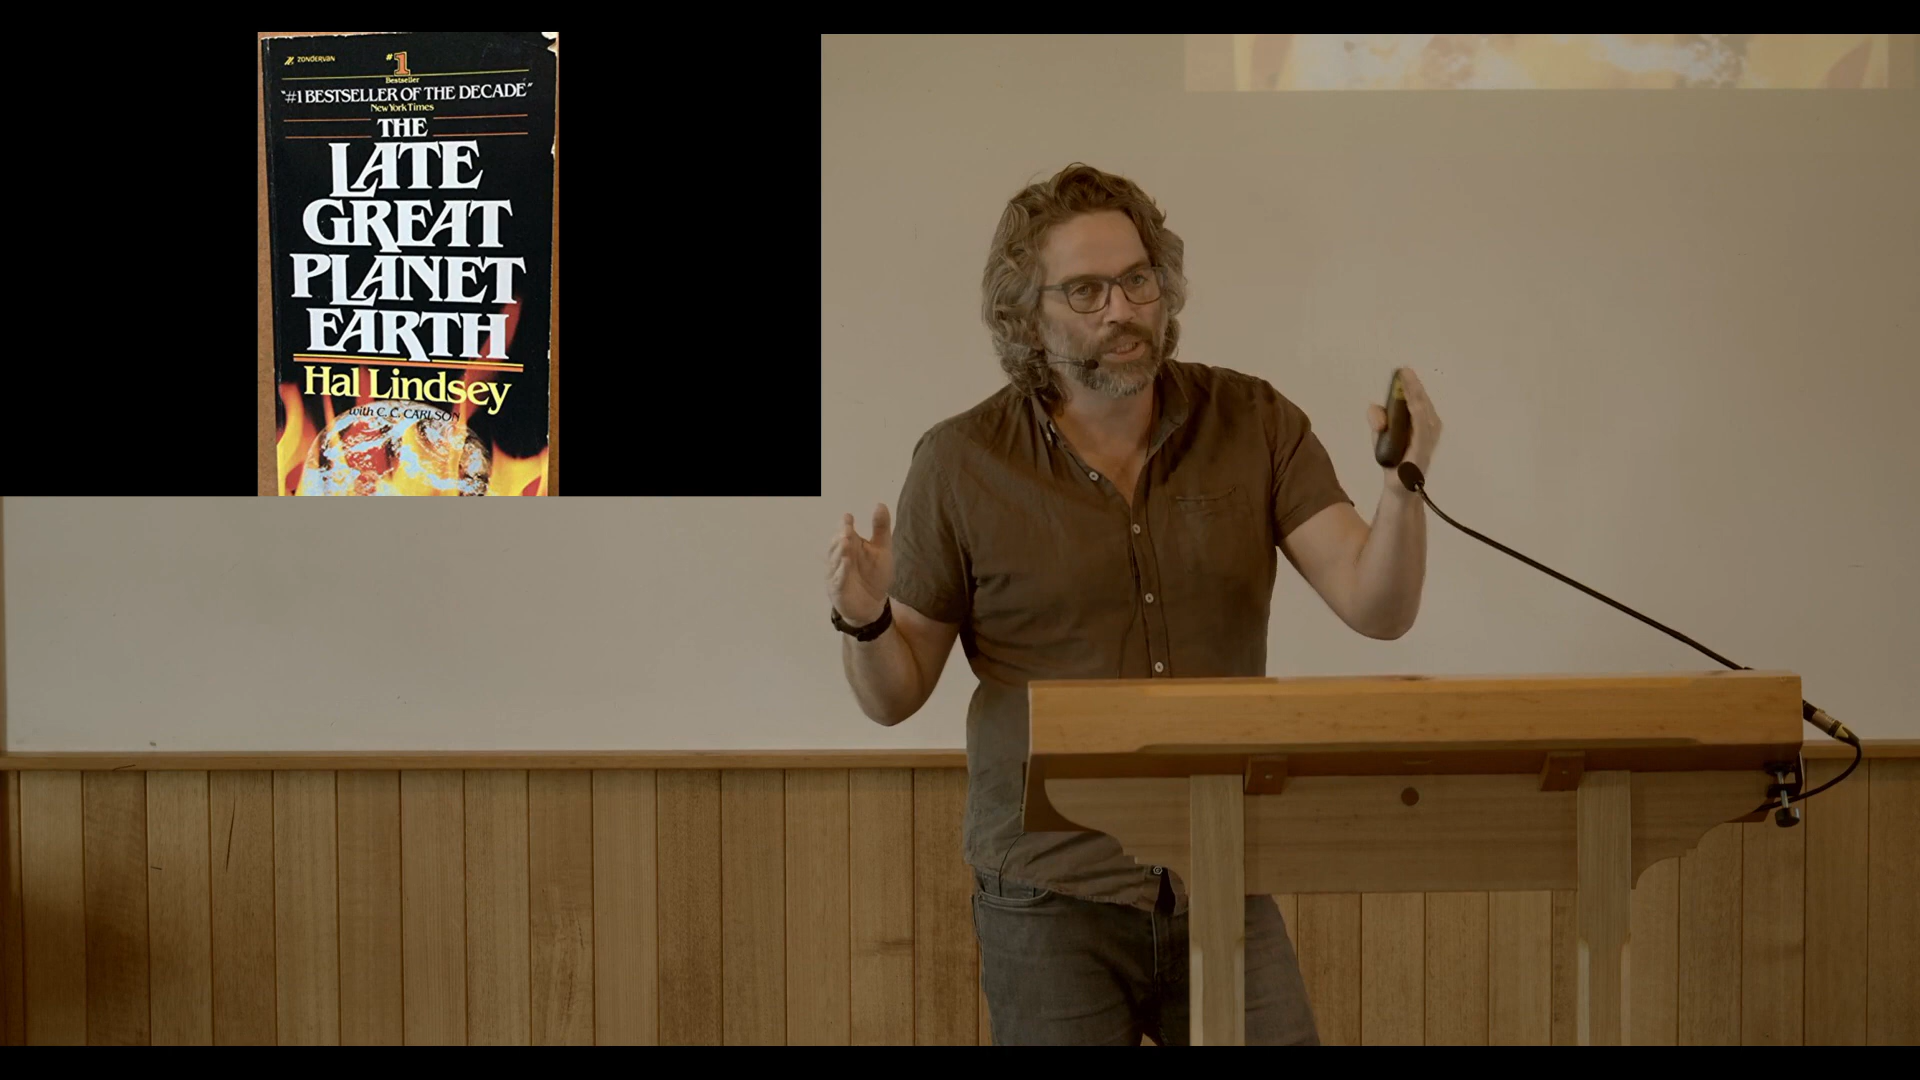 ZONDERVAN
#1
Bestseller
"#1 BESTSELLER OF THE DECADE"
New York Times
THE
LATE
GREAT
PLANET
EARTH
Hal Lindsey
with C. C. CARLSON